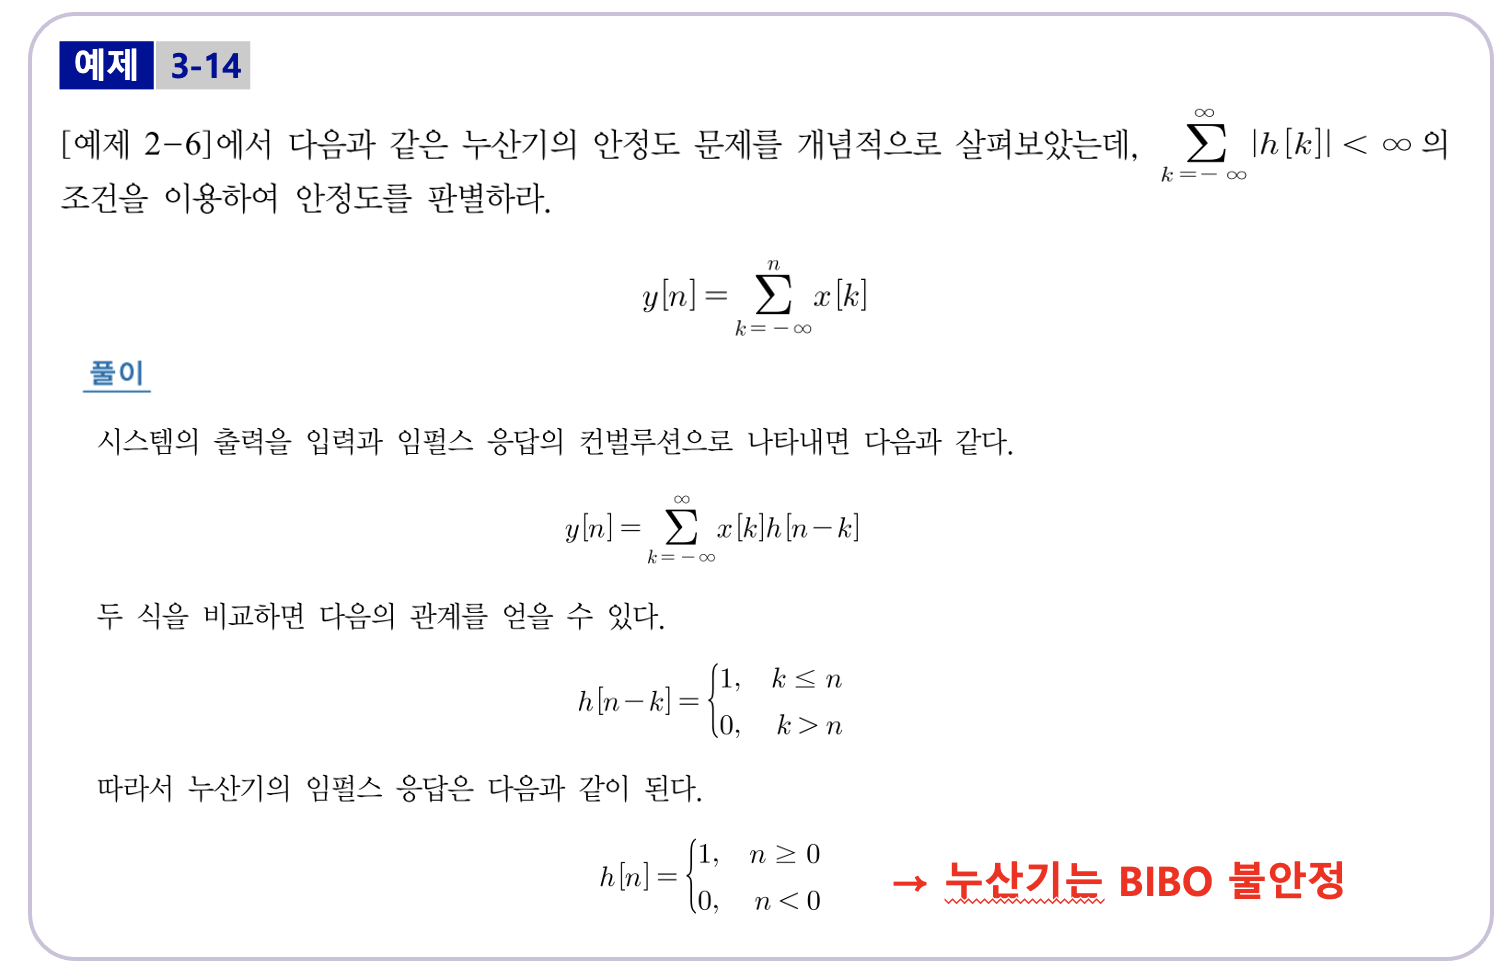 예제 3-14
[예제 2-6]에서 다음과 같은 누산기의 안정도 문제를 개념적으로 살펴보았는데, \sum_{k=-\infty}^{\infty} |h[k]| < \infty 의
조건을 이용하여 안정도를 판별하라.
y[n] = \sum_{k=-\infty}^{n} x[k]
풀이
시스템의 출력을 입력과 임펄스 응답의 컨벌루션으로 나타내면 다음과 같다.
y[n] = \sum_{k=-\infty}^{\infty} x[k]h[n-k]
두 식을 비교하면 다음의 관계를 얻을 수 있다.
h[n-k] = \begin{cases} 1, & k \leq n \\ 0, & k > n \end{cases}
따라서 누산기의 임펄스 응답은 다음과 같이 된다.
h[n] = \begin{cases} 1, & n \geq 0 \\ 0, & n < 0 \end{cases} → 누산기는 BIBO 불안정